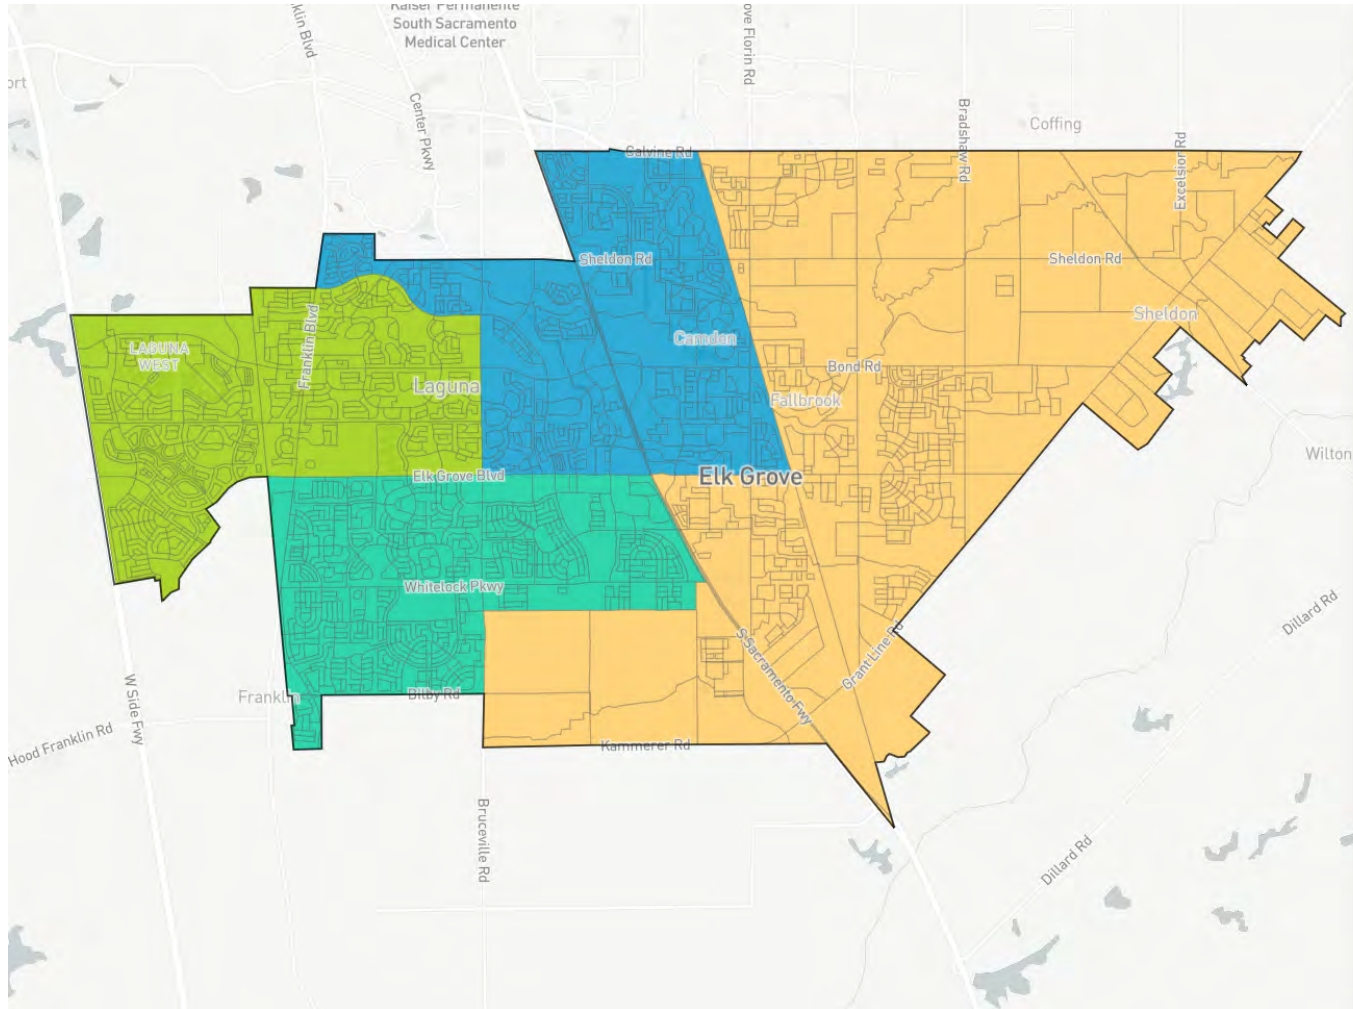 Kaiser Permanente
South Sacramento
Medical Center
klin Blvd
ove Florin Rd
ort
Center Pkwy
Bradshaw Rd
Coffing
Excelsior Rd
Calvine Rd
Sheldon Rd
Sheldon Rd
Sheldon
Franklin Blvd
LAGUNA
WEST
Camden
Laguna
Bond Rd
Fallbrook
Elk Grove Blvd
Elk Grove
Wilton
Whitelock Pkwy
Dillard Rd
S Sacramento Fwy
Grant Line Rd
Franklin
Bilby Rd
W Side Fwy
Hood Franklin Rd
Kammerer Rd
Bruceville Rd
Dillard Rd